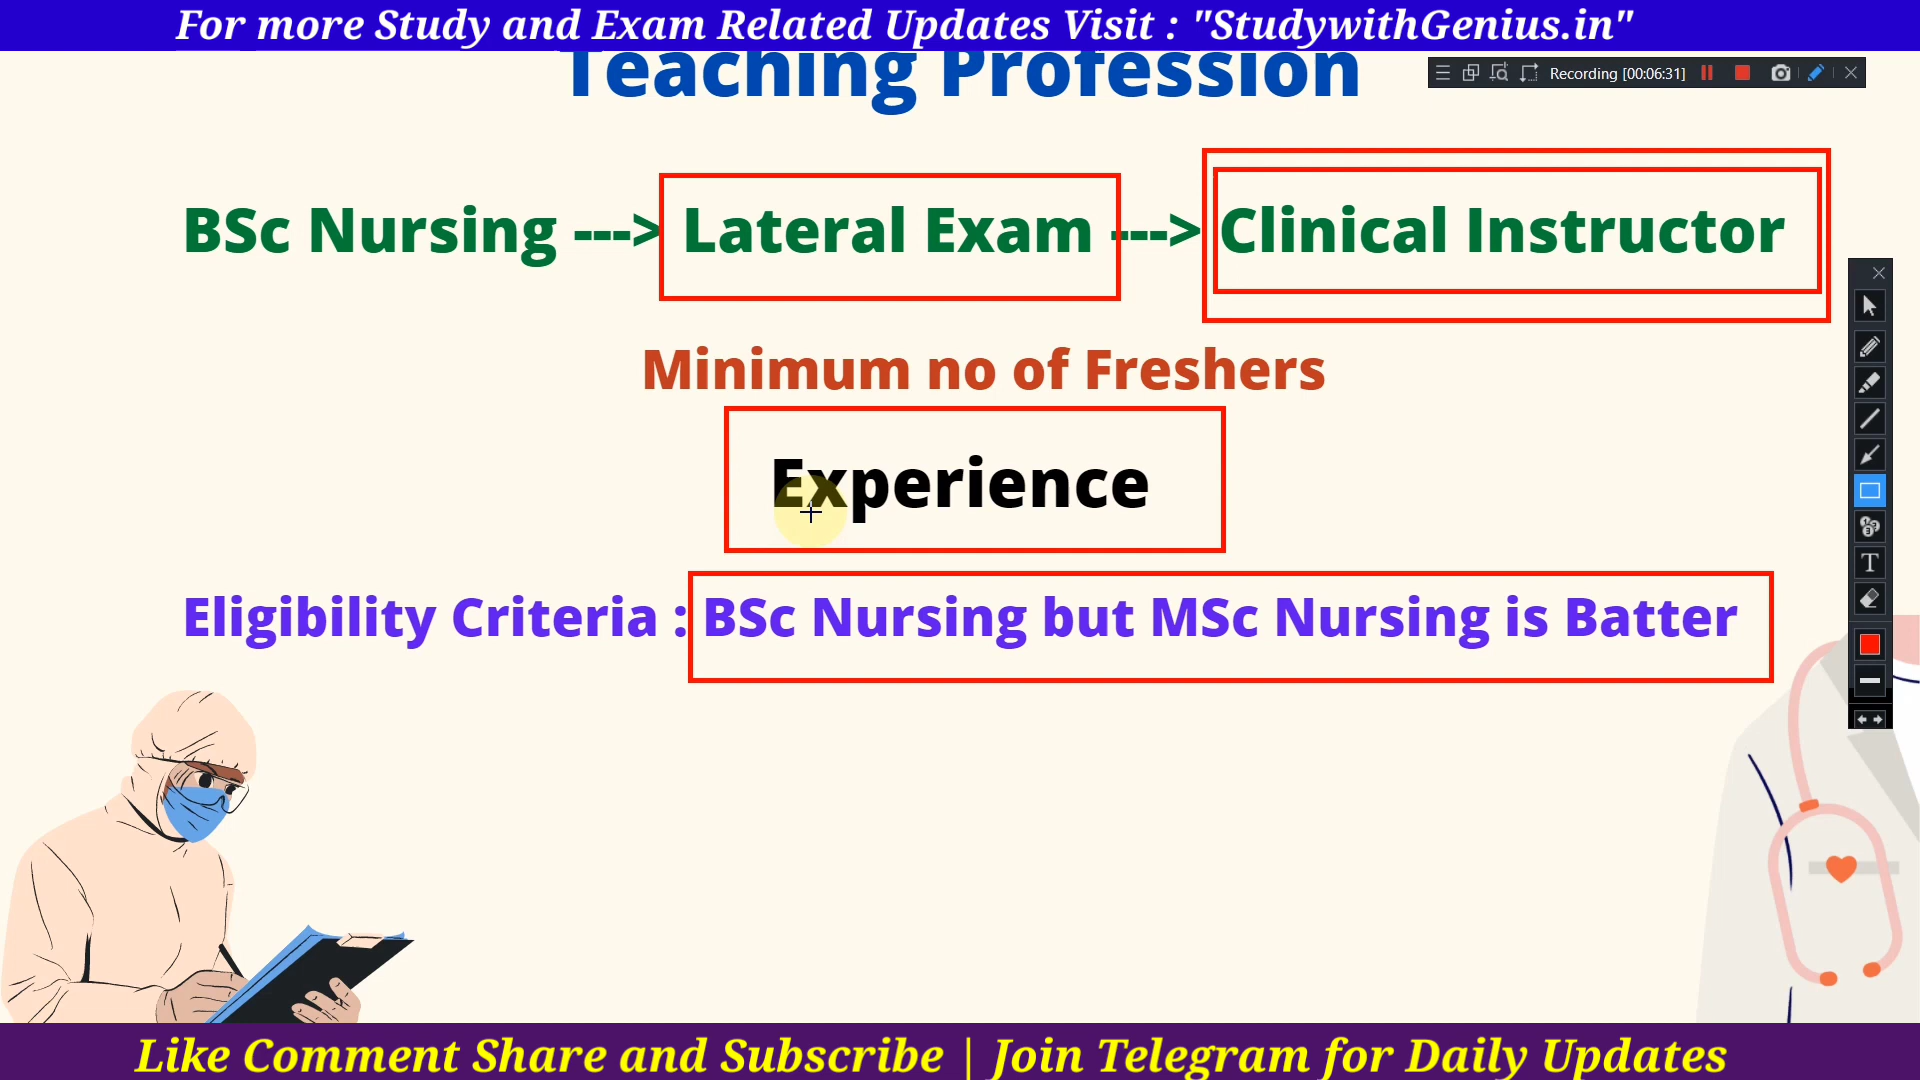 For more Study and Exam Related Updates Visit : "StudywithGenius.in"
Teaching Profession
Recording [00:06:31]
BSc Nursing ---> Lateral Exam ---> Clinical Instructor
Minimum no of Freshers
Experience
Eligibility Criteria : BSc Nursing but MSc Nursing is Batter
T
Like Comment Share and Subscribe | Join Telegram for Daily Updates